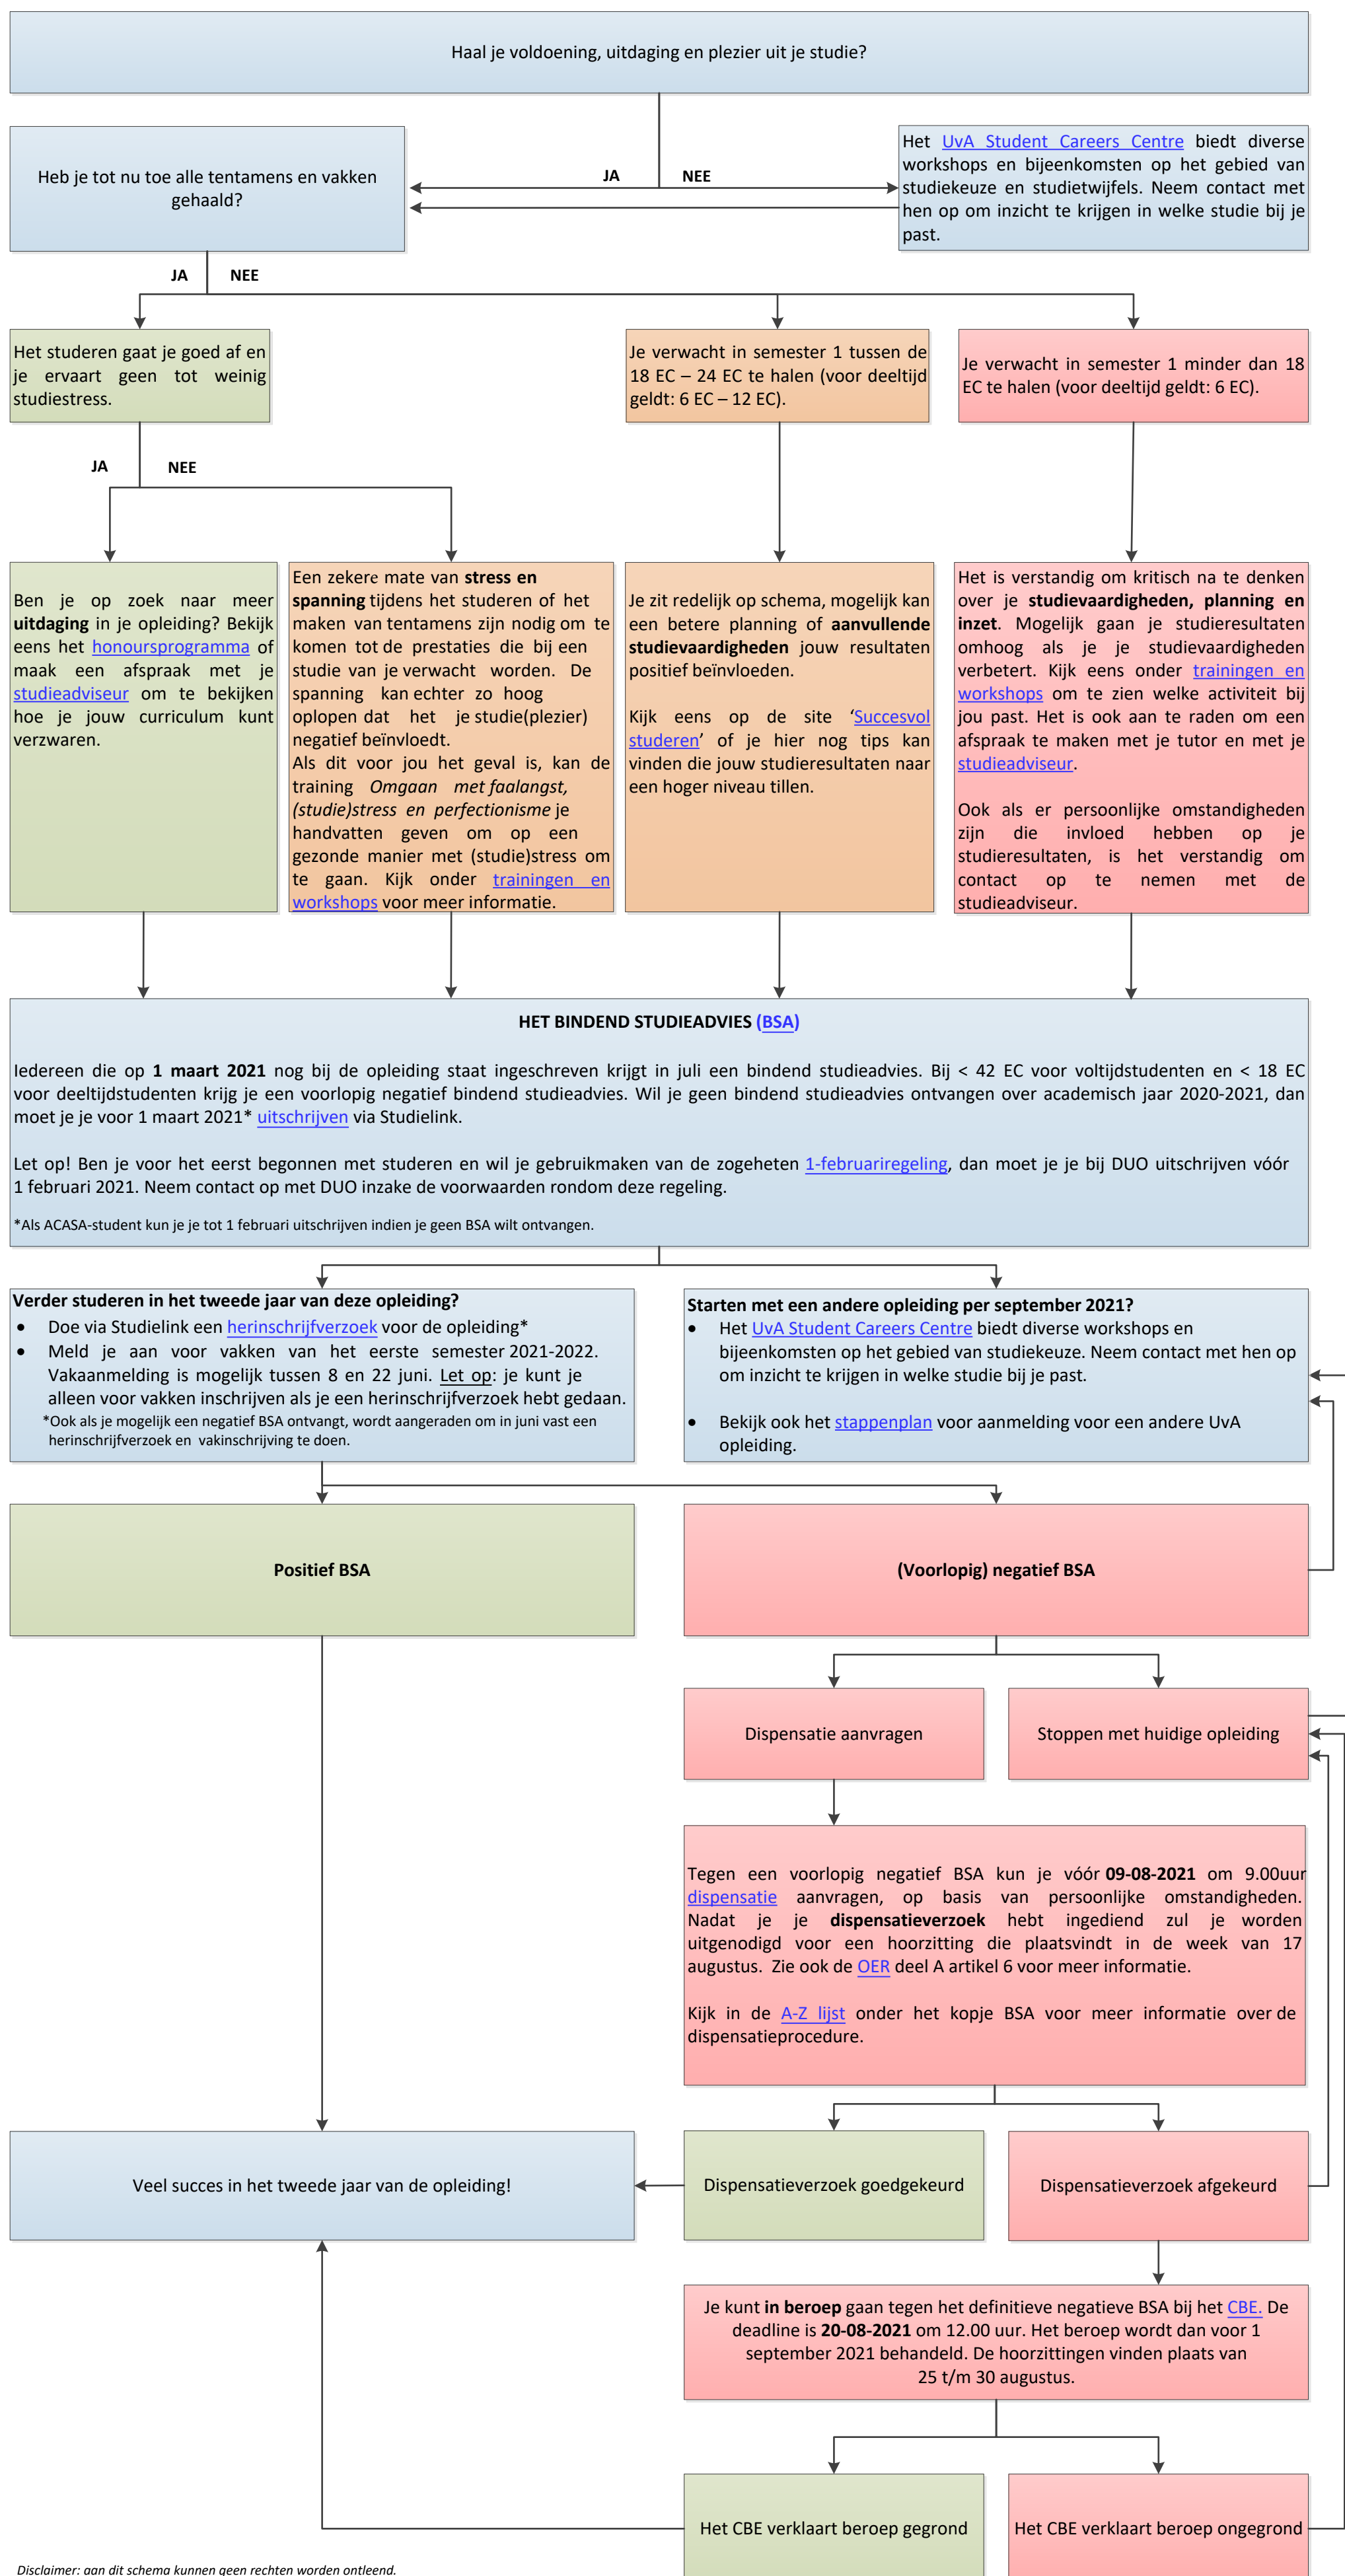 Haal je voldoening, uitdaging en plezier uit je studie?
Heb je tot nu toe alle tentamens en vakken
gehaald?
JA
NEE
Het UvA Student Careers Centre biedt diverse
workshops en bijeenkomsten op het gebied van
studiekeuze en studietwijfels. Neem contact met
hen op om inzicht te krijgen in welke studie bij je
past.
JA
NEE
Het studeren gaat je goed af en
je ervaart geen tot weinig
studiestress.
Je verwacht in semester 1 tussen de
18 EC – 24 EC te halen (voor deeltijd
geldt: 6 EC – 12 EC).
Je verwacht in semester 1 minder dan 18
EC te halen (voor deeltijd geldt: 6 EC).
JA
NEE
Ben je op zoek naar meer
uitdaging in je opleiding? Bekijk
eens het honoursprogramma of
maak een afspraak met je
studieadviseur om te bekijken
hoe je jouw curriculum kunt
verzwaren.
Een zekere mate van stress en
spanning tijdens het studeren of het
maken van tentamens zijn nodig om te
komen tot de prestaties die bij een
studie van je verwacht worden. De
spanning kan echter zo hoog
oplopen dat het je studie(plezier)
negatief beïnvloedt.
Als dit voor jou het geval is, kan de
training Omgaan met faalangst,
(studie)stress en perfectionisme je
handvatten geven om op een
gezonde manier met (studie)stress om
te gaan. Kijk onder trainingen en
workshops voor meer informatie.
Je zit redelijk op schema, mogelijk kan
een betere planning of aanvullende
studievaardigheden jouw resultaten
positief beïnvloeden.
Kijk eens op de site ‘Succesvol
studeren’ of je hier nog tips kan
vinden die jouw studieresultaten naar
een hoger niveau tillen.
Het is verstandig om kritisch na te denken
over je studievaardigheden, planning en
inzet. Mogelijk gaan je studieresultaten
omhoog als je je studievaardigheden
verbetert. Kijk eens onder trainingen en
workshops om te zien welke activiteit bij
jou past. Het is ook aan te raden om een
afspraak te maken met je tutor en met je
studieadviseur.
Ook als er persoonlijke omstandigheden
zijn die invloed hebben op je
studieresultaten, is het verstandig om
contact op te nemen met de
studieadviseur.
HET BINDEND STUDIEADVIES (BSA)
Iedereen die op 1 maart 2021 nog bij de opleiding staat ingeschreven krijgt in juli een bindend studieadvies. Bij < 42 EC voor voltijdstudenten en < 18 EC
voor deeltijdstudenten krijg je een voorlopig negatief bindend studieadvies. Wil je geen bindend studieadvies ontvangen over academisch jaar 2020-2021, dan
moet je je voor 1 maart 2021* uitschrijven via Studielink.
Let op! Ben je voor het eerst begonnen met studeren en wil je gebruikmaken van de zogeheten 1-februariregeling, dan moet je je bij DUO uitschrijven vóór
1 februari 2021. Neem contact op met DUO inzake de voorwaarden rondom deze regeling.
*Als ACASA-student kun je je tot 1 februari uitschrijven indien je geen BSA wilt ontvangen.
Verder studeren in het tweede jaar van deze opleiding?
• Doe via Studielink een herinschrijfverzoek voor de opleiding*
• Meld je aan voor vakken van het eerste semester 2021-2022.
Vakaanmelding is mogelijk tussen 8 en 22 juni. Let op: je kunt je
alleen voor vakken inschrijven als je een herinschrijfverzoek hebt gedaan.
*Ook als je mogelijk een negatief BSA ontvangt, wordt aangeraden om in juni vast een
herinschrijfverzoek en vakinschrijving te doen.
Starten met een andere opleiding per september 2021?
• Het UvA Student Careers Centre biedt diverse workshops en
bijeenkomsten op het gebied van studiekeuze. Neem contact met hen op
om inzicht te krijgen in welke studie bij je past.
• Bekijk ook het stappenplan voor aanmelding voor een andere UvA
opleiding.
Positief BSA
(Voorlopig) negatief BSA
Dispensatie aanvragen
Stoppen met huidige opleiding
Tegen een voorlopig negatief BSA kun je vóór 09-08-2021 om 9.00uur
dispensatie aanvragen, op basis van persoonlijke omstandigheden.
Nadat je je dispensatieverzoek hebt ingediend zul je worden
uitgenodigd voor een hoorzitting die plaatsvindt in de week van 17
augustus. Zie ook de OER deel A artikel 6 voor meer informatie.
Kijk in de A-Z lijst onder het kopje BSA voor meer informatie over de
dispensatieprocedure.
Veel succes in het tweede jaar van de opleiding!
Dispensatieverzoek goedgekeurd
Dispensatieverzoek afgekeurd
Je kunt in beroep gaan tegen het definitieve negatieve BSA bij het CBE. De
deadline is 20-08-2021 om 12.00 uur. Het beroep wordt dan voor 1
september 2021 behandeld. De hoorzittingen vinden plaats van
25 t/m 30 augustus.
Het CBE verklaart beroep gegrond
Het CBE verklaart beroep ongegrond
Disclaimer: aan dit schema kunnen geen rechten worden ontleend.